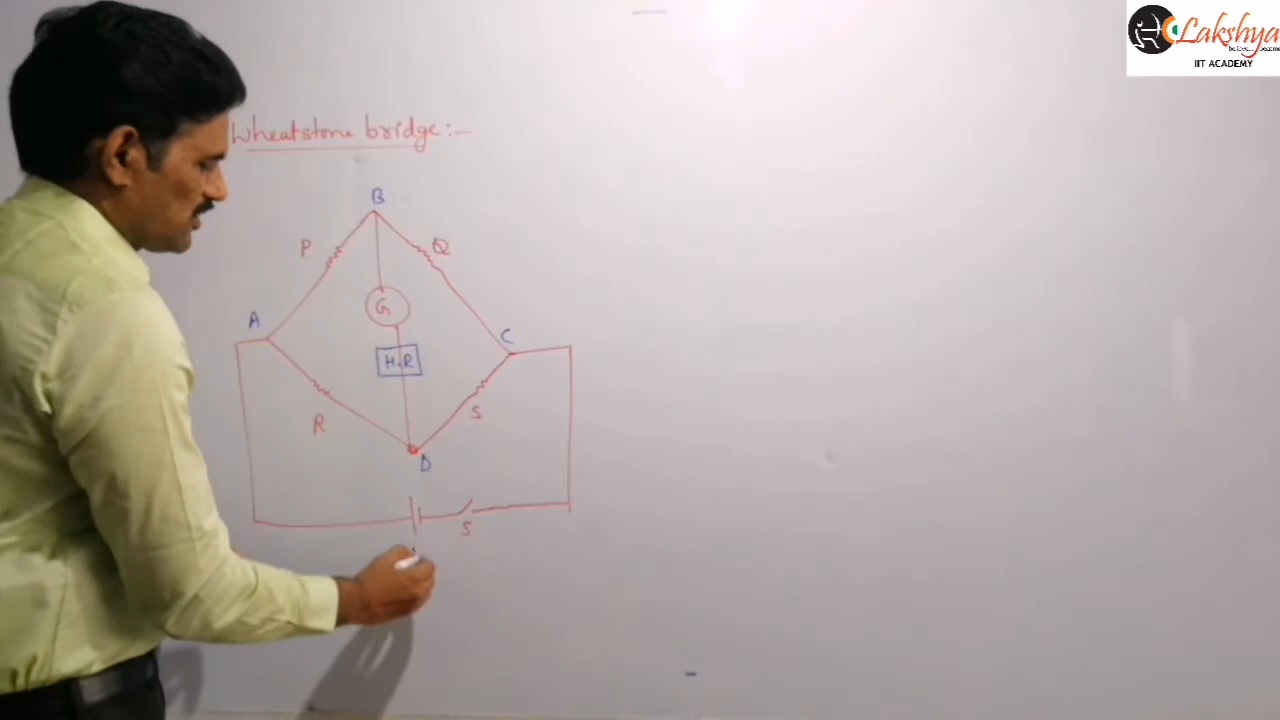 Lakshya
IIT ACADEMY
Wheatstone bridge:-
B
P
Q
G
A
C
H.R
S
R
D
S